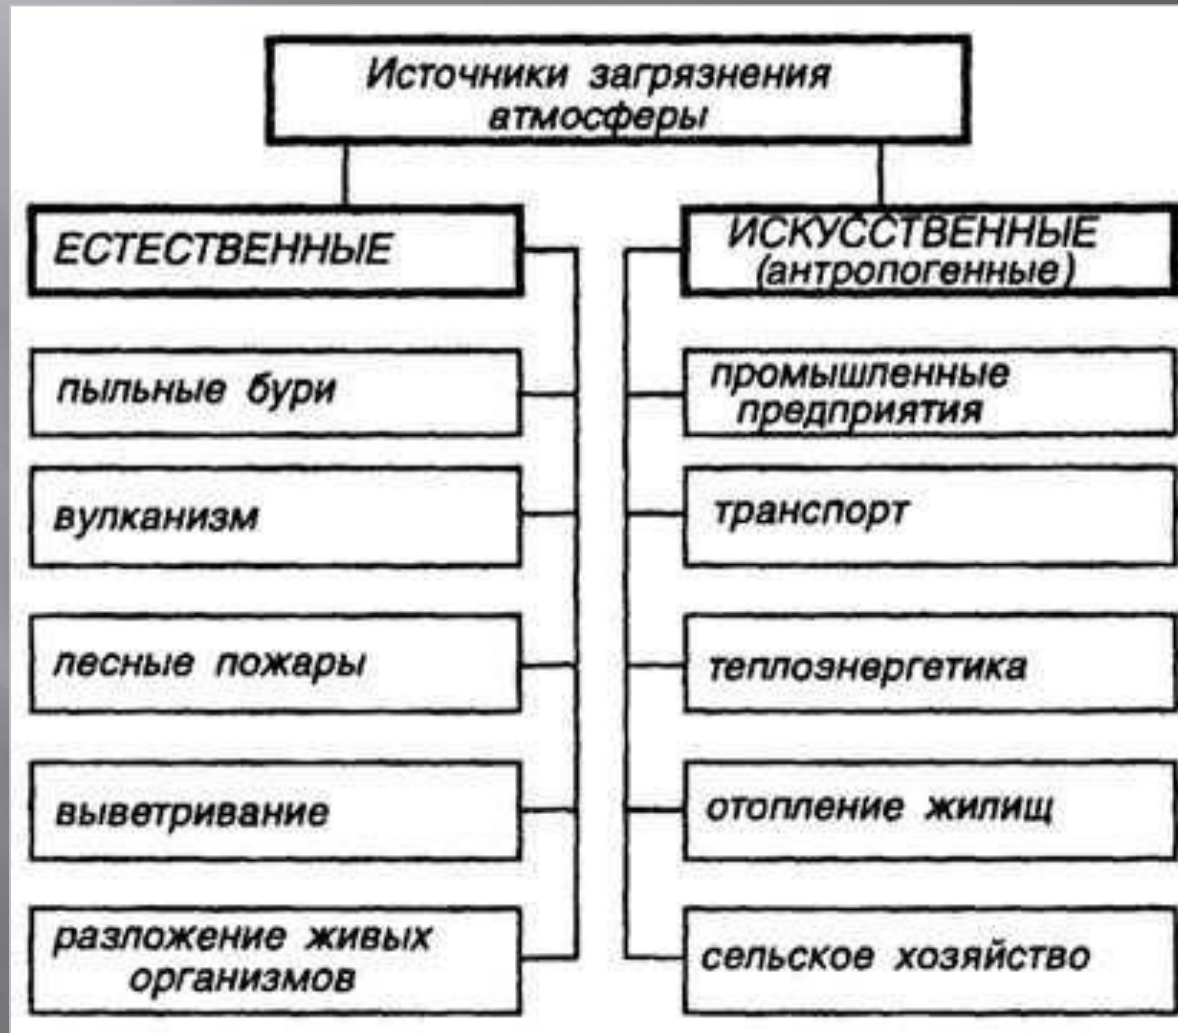 Источники загрязнения
атмосферы
ЕСТЕСТВЕННЫЕ
пыльные бури
вулканизм
лесные пожары
выветривание
разложение живых
организмов
ИСКУССТВЕННЫЕ
(антропогенные)
промышленные
предприятия
транспорт
теплоэнергетика
отопление жилищ
сельское хозяйство